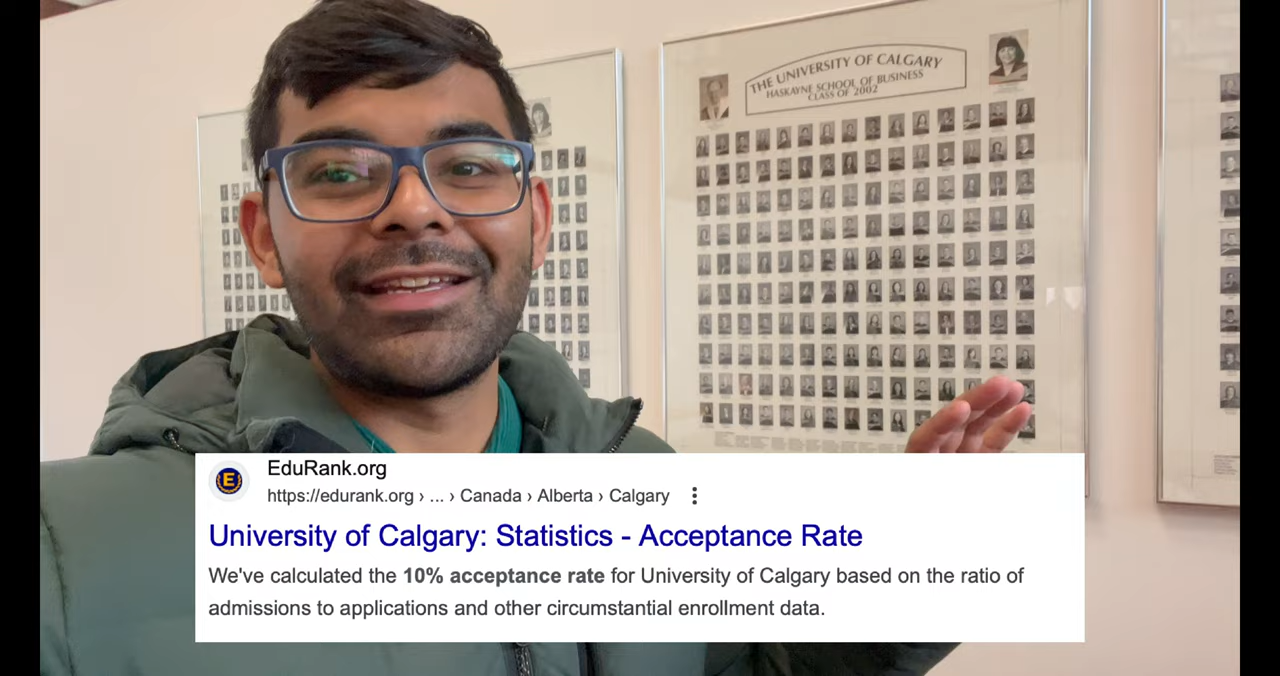 THE UNIVERSITY OF CALGARY
HASKAYNE SCHOOL OF BUSINESS
CLASS OF 2002
E
EduRank.org
https://edurank.org › ... › Canada › Alberta › Calgary
University of Calgary: Statistics - Acceptance Rate
We've calculated the 10% acceptance rate for University of Calgary based on the ratio of
admissions to applications and other circumstantial enrollment data.